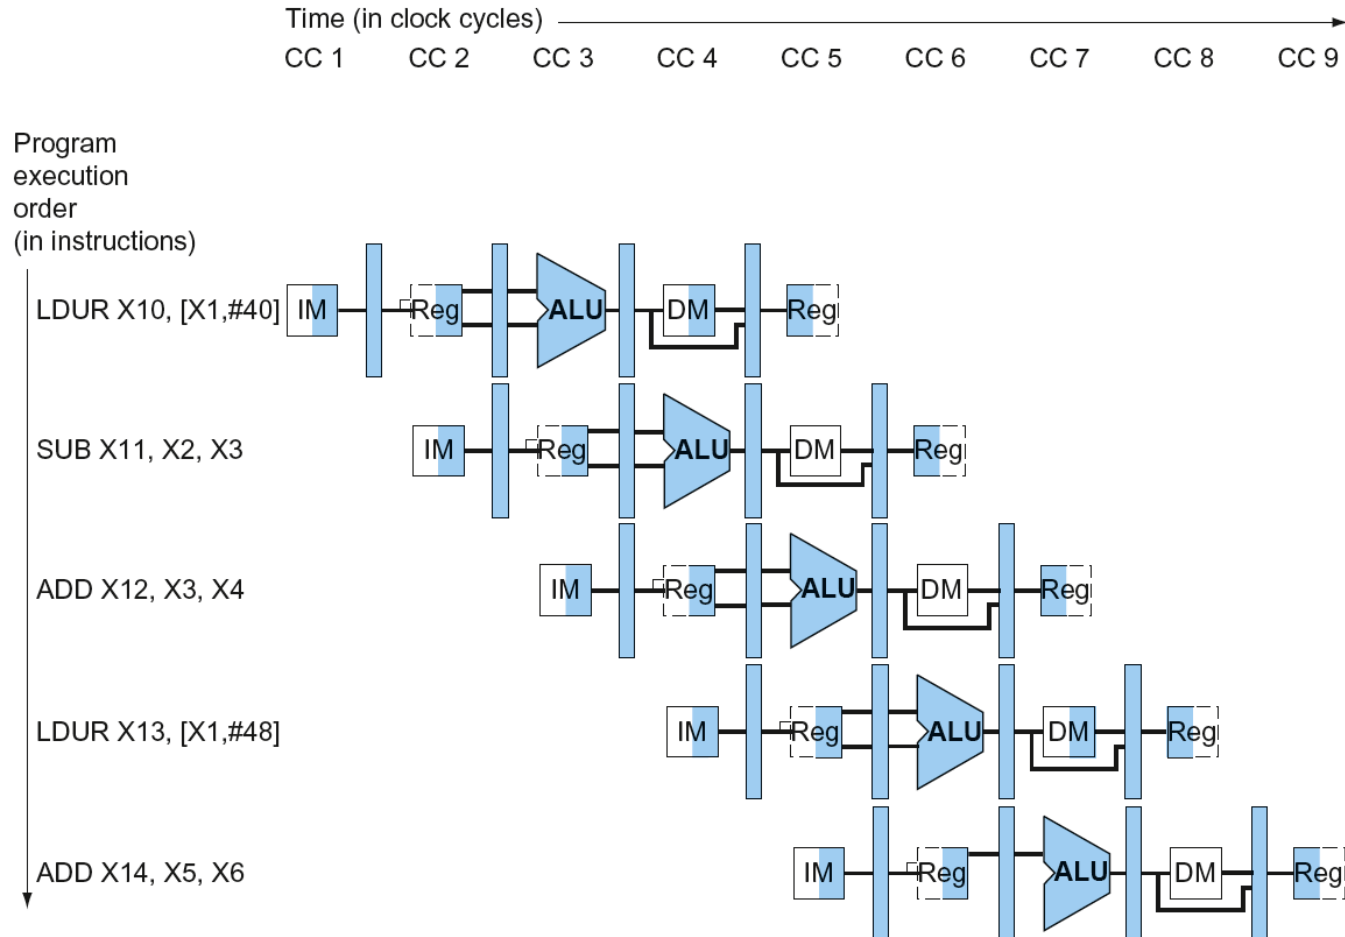 Time (in clock cycles)
CC 1 CC 2 CC 3 CC 4 CC 5 CC 6 CC 7 CC 8 CC 9
Program
execution
order
(in instructions)
LDUR X10, [X1,#40] IM Reg ALU DM Reg
SUB X11, X2, X3 IM Reg ALU DM Reg
ADD X12, X3, X4 IM Reg ALU DM Reg
LDUR X13, [X1,#48] IM Reg ALU DM Reg
ADD X14, X5, X6 IM Reg ALU DM Reg